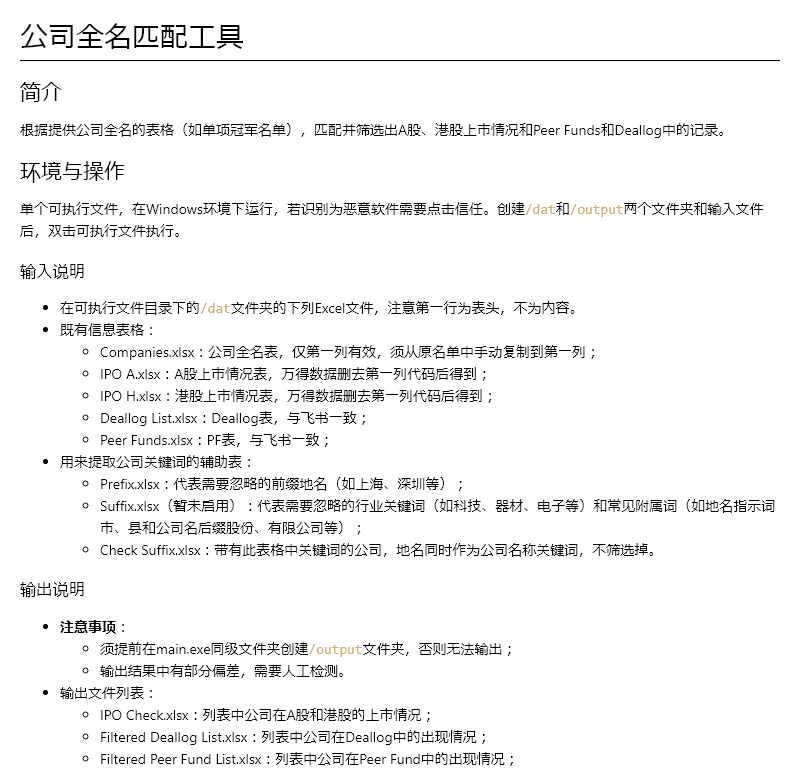 公司全名匹配工具
简介
根据提供公司全名的表格（如单项冠军名单），匹配并筛选出A股、港股上市情况和Peer Funds和Deallog中的记录。
环境与操作
单个可执行文件，在Windows环境下运行，若识别为恶意软件需要点击信任。创建/dat和/output两个文件夹和输入文件
后，双击可执行文件执行。
输入说明
在可执行文件目录下的/dat文件夹的下列Excel文件，注意第一行为表头，不为内容。
既有信息表格：
Companies.xlsx：公司全名表，仅第一列有效，须从原名单中手动复制到第一列；
IPO A.xlsx：A股上市情况表，万得数据删去第一列代码后得到；
IPO H.xlsx：港股上市情况表，万得数据删去第一列代码后得到；
Deallog List.xlsx：Deallog表，与飞书一致；
Peer Funds.xlsx：PF表，与飞书一致；
用来提取公司关键词的辅助表：
Prefix.xlsx：代表需要忽略的前缀地名（如上海、深圳等）；
Suffix.xlsx（暂未启用）：代表需要忽略的行业关键词（如科技、器材、电子等）和常见附属词（如地名指示词
市、县和公司名后缀股份、有限公司等）；
Check Suffix.xlsx：带有此表格中关键词的公司，地名同时作为公司名称关键词，不筛选掉。
输出说明
注意事项：
须提前在main.exe同级文件夹创建/output文件夹，否则无法输出；
输出结果中有部分偏差，需要人工检测。
输出文件列表：
IPO Check.xlsx：列表中公司在A股和港股的上市情况；
Filtered Deallog List.xlsx：列表中公司在Deallog中的出现情况；
Filtered Peer Fund List.xlsx：列表中公司在Peer Fund中的出现情况；